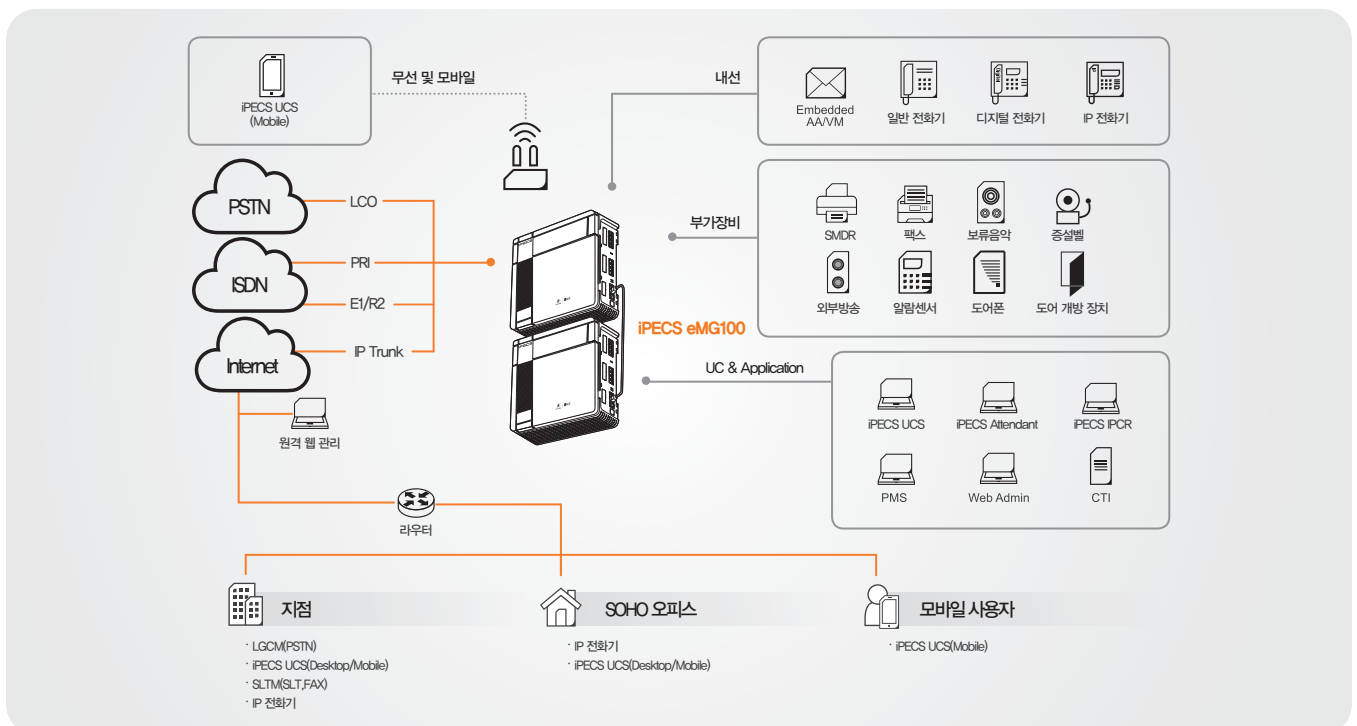 iPECS UCS
(Mobile)
무선 및 모바일
내선
Embedded
AA/VM
일반 전화기
디지털 전화기
IP 전화기
PSTN
LCO
ISDN
PRI
E1/R2
Internet
IP Trunk
원격 웹 관리
부가장비
SMDR
팩스
보류음악
증설벨
외부방송
알람센서
도어폰
도어 개방 장치
iPECS eMG100
UC & Application
iPECS UCS
iPECS Attendant
iPECS IPCR
PMS
Web Admin
CTI
라우터
지점
· LGCM(PSTN)
· iPECS UCS(Desktop/Mobile)
· SLTM(SLT,FAX)
· IP 전화기
SOHO 오피스
· IP 전화기
· iPECS UCS(Desktop/Mobile)
모바일 사용자
· iPECS UCS(Mobile)